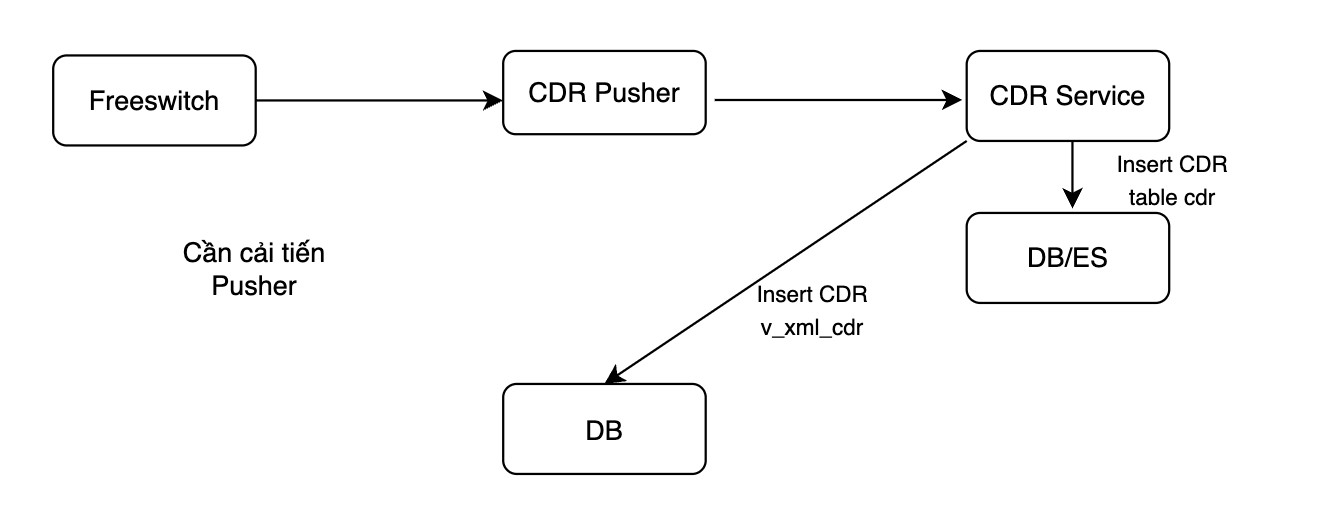 Freeswitch
CDR Pusher
CDR Service
Insert CDR
table cdr
DB/ES
Cần cải tiến
Pusher
Insert CDR
v_xml_cdr
DB